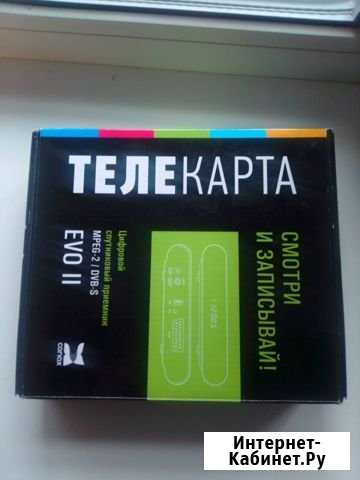 ТЕЛЕКАРТА
СМОТРИ
И ЗАПИСЫВАЙ!
Цифровой
спутниковый приемник
MPEG-2 / DVB-S
EVO II
Интернет-
Кабинет.Ру